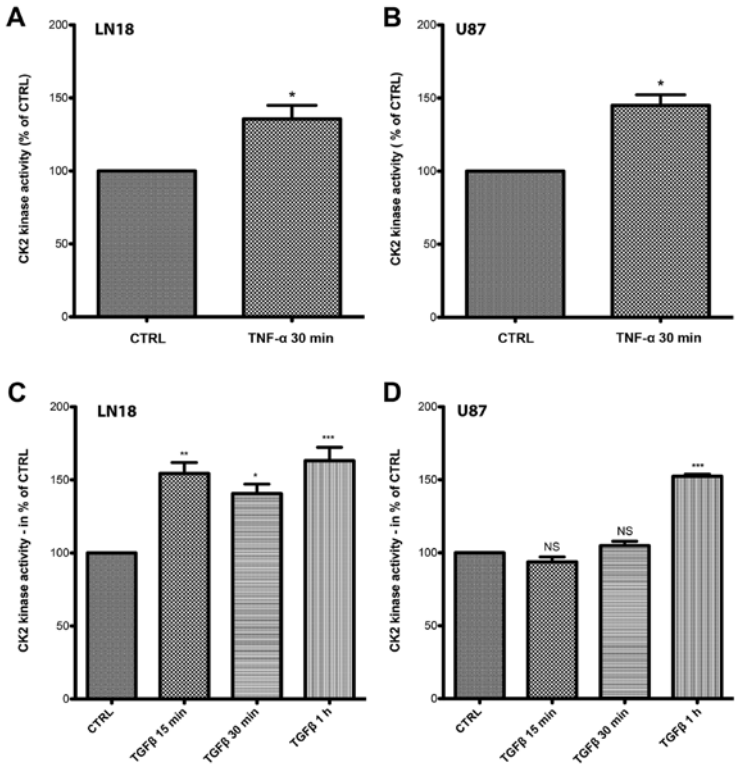 A
LN18
CK2 kinase activity (% of CTRL)
200
150
100
50
0
*
CTRL
TNF-α 30 min
B
U87
CK2 kinase activity ( % of CTRL)
200
150
100
50
0
*
CTRL
TNF-α 30 min
C
LN18
CK2 kinase activity - in % of CTRL
200
150
100
50
0
**
*
***
CTRL
TGFβ 15 min
TGFβ 30 min
TGFβ 1 h
D
U87
CK2 kinase activity - in % of CTRL
200
150
100
50
0
NS
NS
***
CTRL
TGFβ 15 min
TGFβ 30 min
TGFβ 1 h